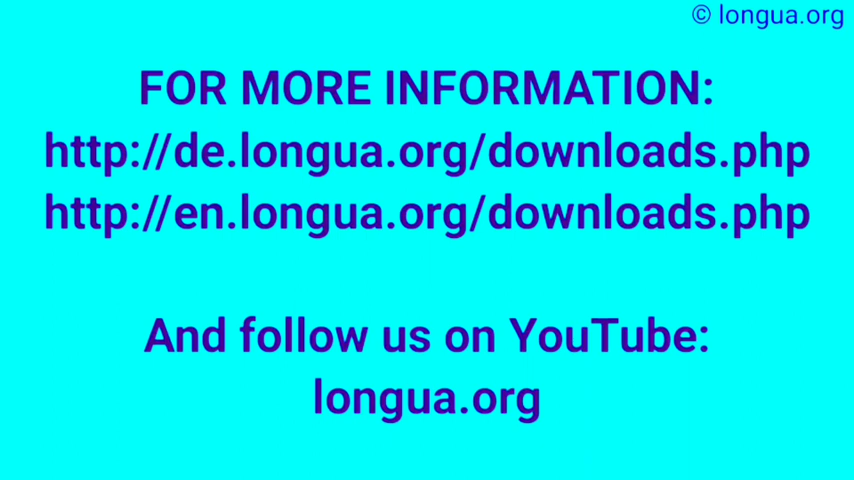 © longua.org
FOR MORE INFORMATION:
http://de.longua.org/downloads.php
http://en.longua.org/downloads.php
And follow us on YouTube:
longua.org